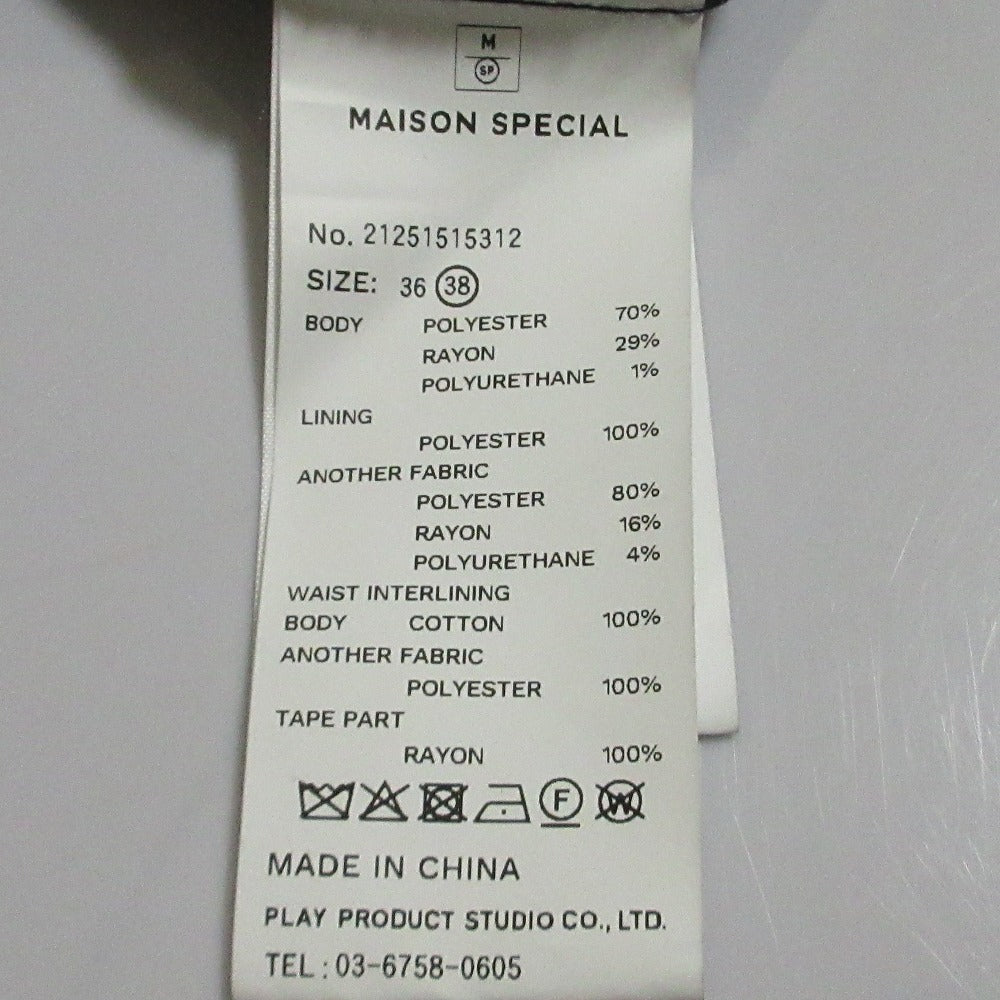 M
SP
MAISON SPECIAL
No. 21251515312
SIZE: 36 38
BODY POLYESTER 70%
RAYON 29%
POLYURETHANE 1%
LINING
POLYESTER 100%
ANOTHER FABRIC
POLYESTER 80%
RAYON 16%
POLYURETHANE 4%
WAIST INTERLINING
BODY COTTON 100%
ANOTHER FABRIC
POLYESTER 100%
TAPE PART
RAYON 100%
F W
MADE IN CHINA
PLAY PRODUCT STUDIO CO., LTD.
TEL : 03-6758-0605